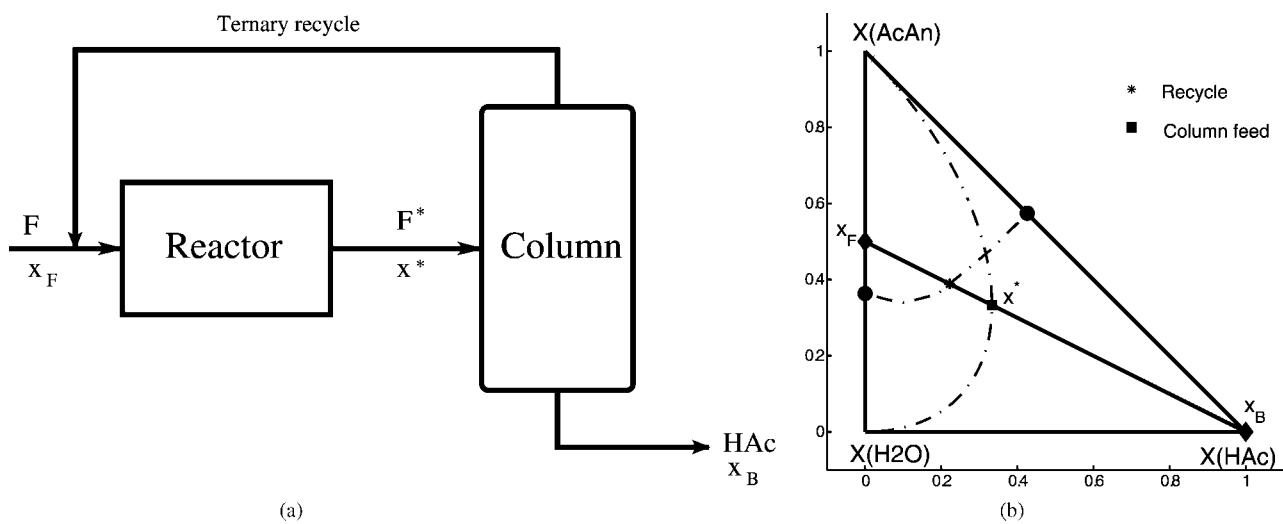 Ternary recycle
F
x F
Reactor
F*
x*
Column
HAc
x B
(a)
X(AcAn)
1
0.8
0.6
0.4
0.2
0
x F
x*
x B
* Recycle
■ Column feed
X(H2O)
X(HAc)
0
0.2
0.4
0.6
0.8
1
(b)